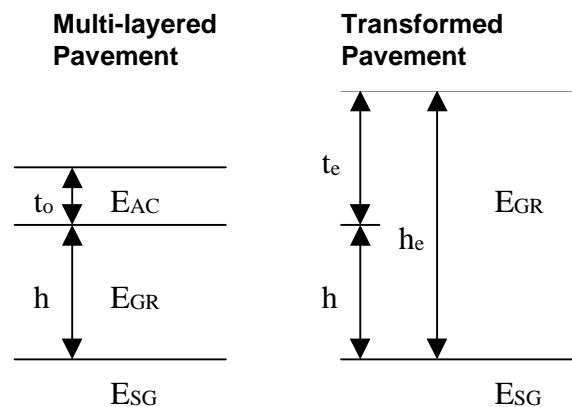 Multi-layered
Pavement
to
EAC
h
EGR
ESG
Transformed
Pavement
te
EGR
he
h
ESG